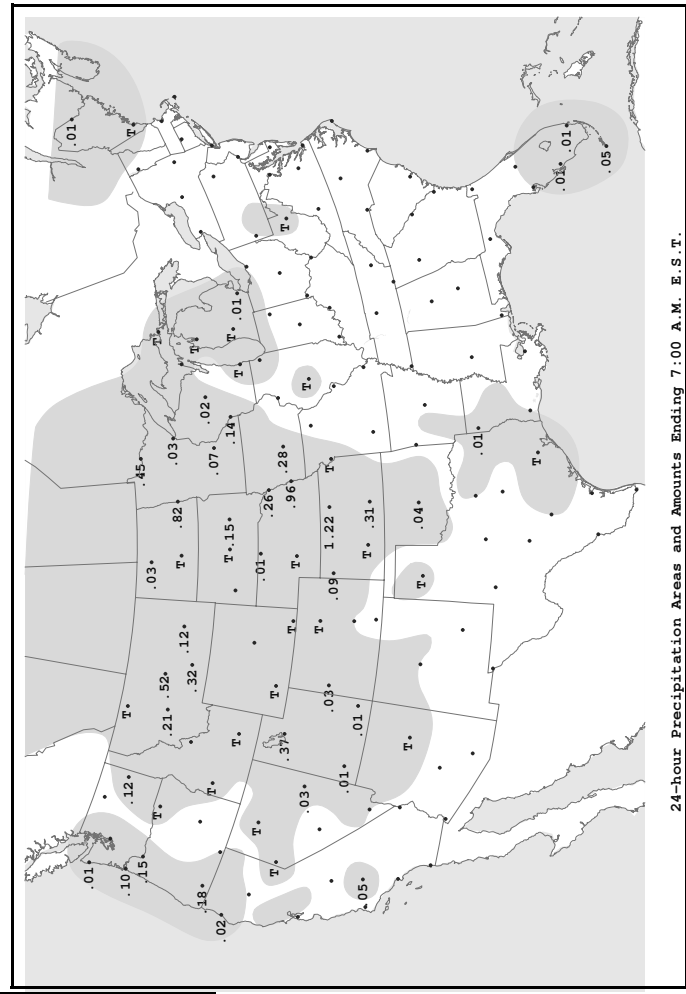 .01
T
.01
.10
.12
T
.45
.15
.03
T
T
.21
.52
.03
.82
T
.12
.32
T
.18
.02
T
.07
.02
T
.15
.14
T
T
.01
T
T
.01
.26
T
T
.28
.37
T
.96
T
T
.03
T
T
.03
1.22
T
.09
.01
.01
.05
T
.31
T
.04
T
.01
T
.01
.01
.05
24-hour Precipitation Areas and Amounts Ending 7:00 A.M. E.S.T.